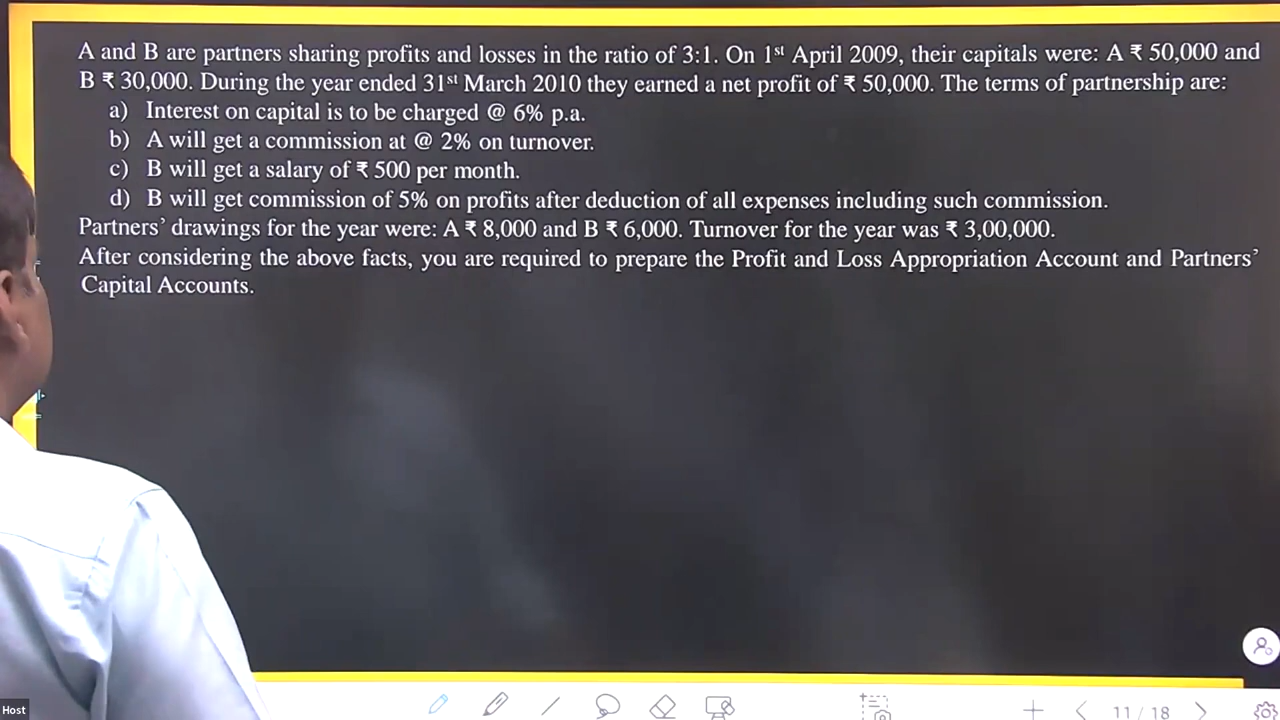 A and B are partners sharing profits and losses in the ratio of 3:1. On 1st April 2009, their capitals were: A ₹ 50,000 and
B ₹ 30,000. During the year ended 31st March 2010 they earned a net profit of ₹ 50,000. The terms of partnership are:
a) Interest on capital is to be charged @ 6% p.a.
b) A will get a commission at @ 2% on turnover.
c) B will get a salary of ₹ 500 per month.
d) B will get commission of 5% on profits after deduction of all expenses including such commission.
Partners’ drawings for the year were: A ₹ 8,000 and B ₹ 6,000. Turnover for the year was ₹ 3,00,000.
After considering the above facts, you are required to prepare the Profit and Loss Appropriation Account and Partners’
Capital Accounts.
Host
11 / 18